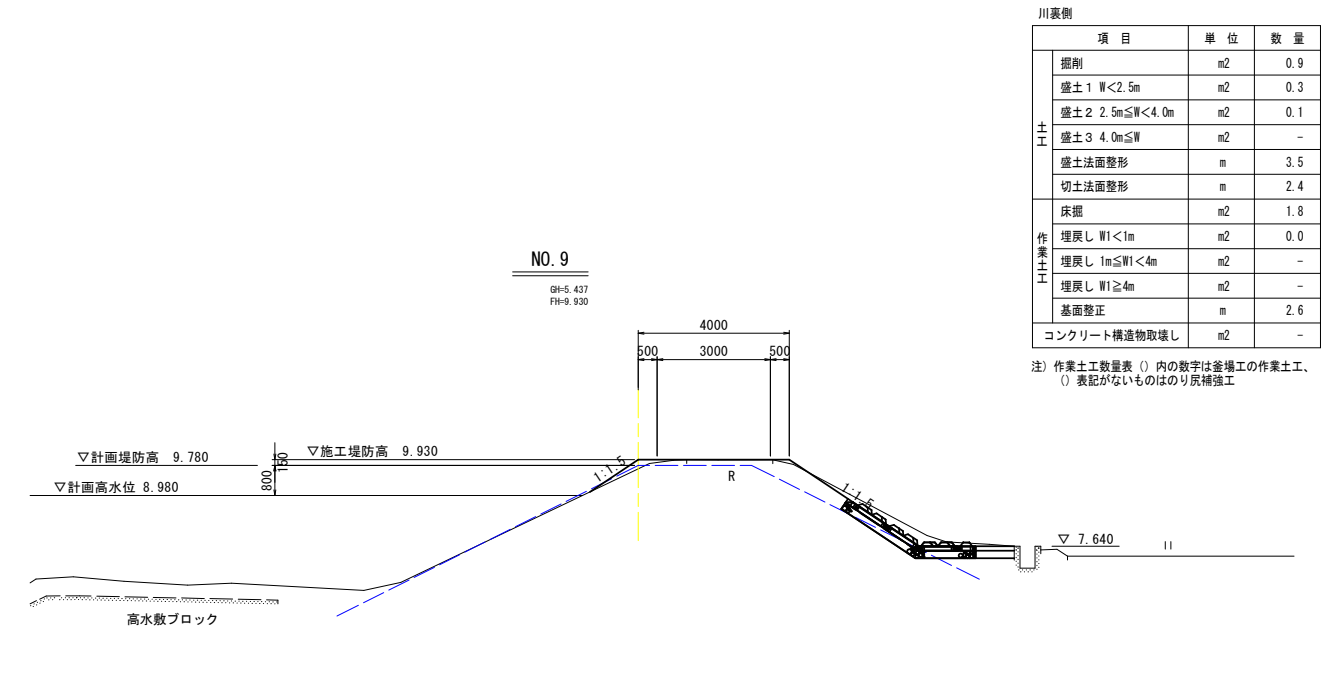 川裏側
項 目 単 位 数 量
土工
掘削 m2 0.9
盛土１ W＜2.5m m2 0.3
盛土２ 2.5m≦W＜4.0m m2 0.1
盛土３ 4.0m≦W m2 −
盛土法面整形 m 3.5
切土法面整形 m 2.4
作業土工
床掘 m2 1.8
埋戻し W1＜1m m2 0.0
埋戻し 1m≦W1＜4m m2 −
埋戻し W1≧4m m2 −
基面整正 m 2.6
コンクリート構造物取壊し m2 −
注）作業土工数量表（）内の数字は釜場工の作業土工、
（）表記がないものはのり尻補強工
NO.9
GH=5.437
FH=9.930
4000
500 3000 500
▽計画堤防高 9.780
▽施工堤防高 9.930
150
800
▽計画高水位 8.980
1:1.5
R
1:1.5
▽ 7.640
高水敷ブロック